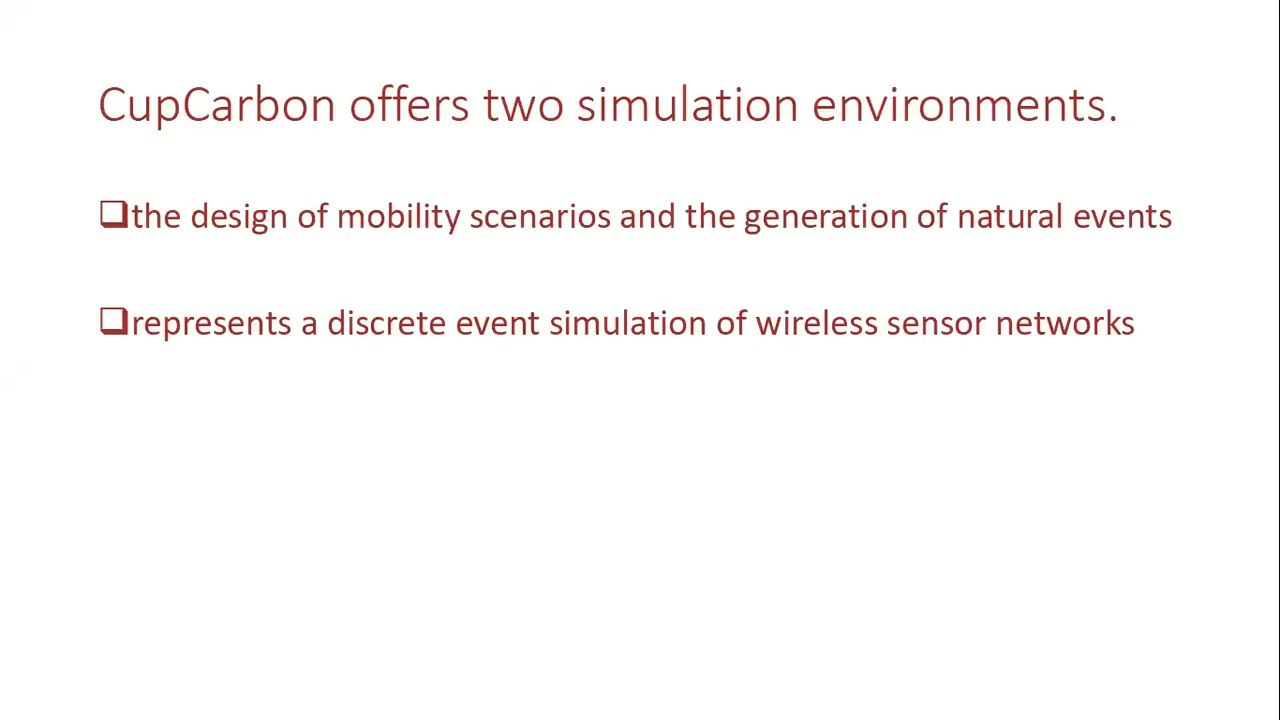 CupCarbon offers two simulation environments.
❑the design of mobility scenarios and the generation of natural events
❑represents a discrete event simulation of wireless sensor networks